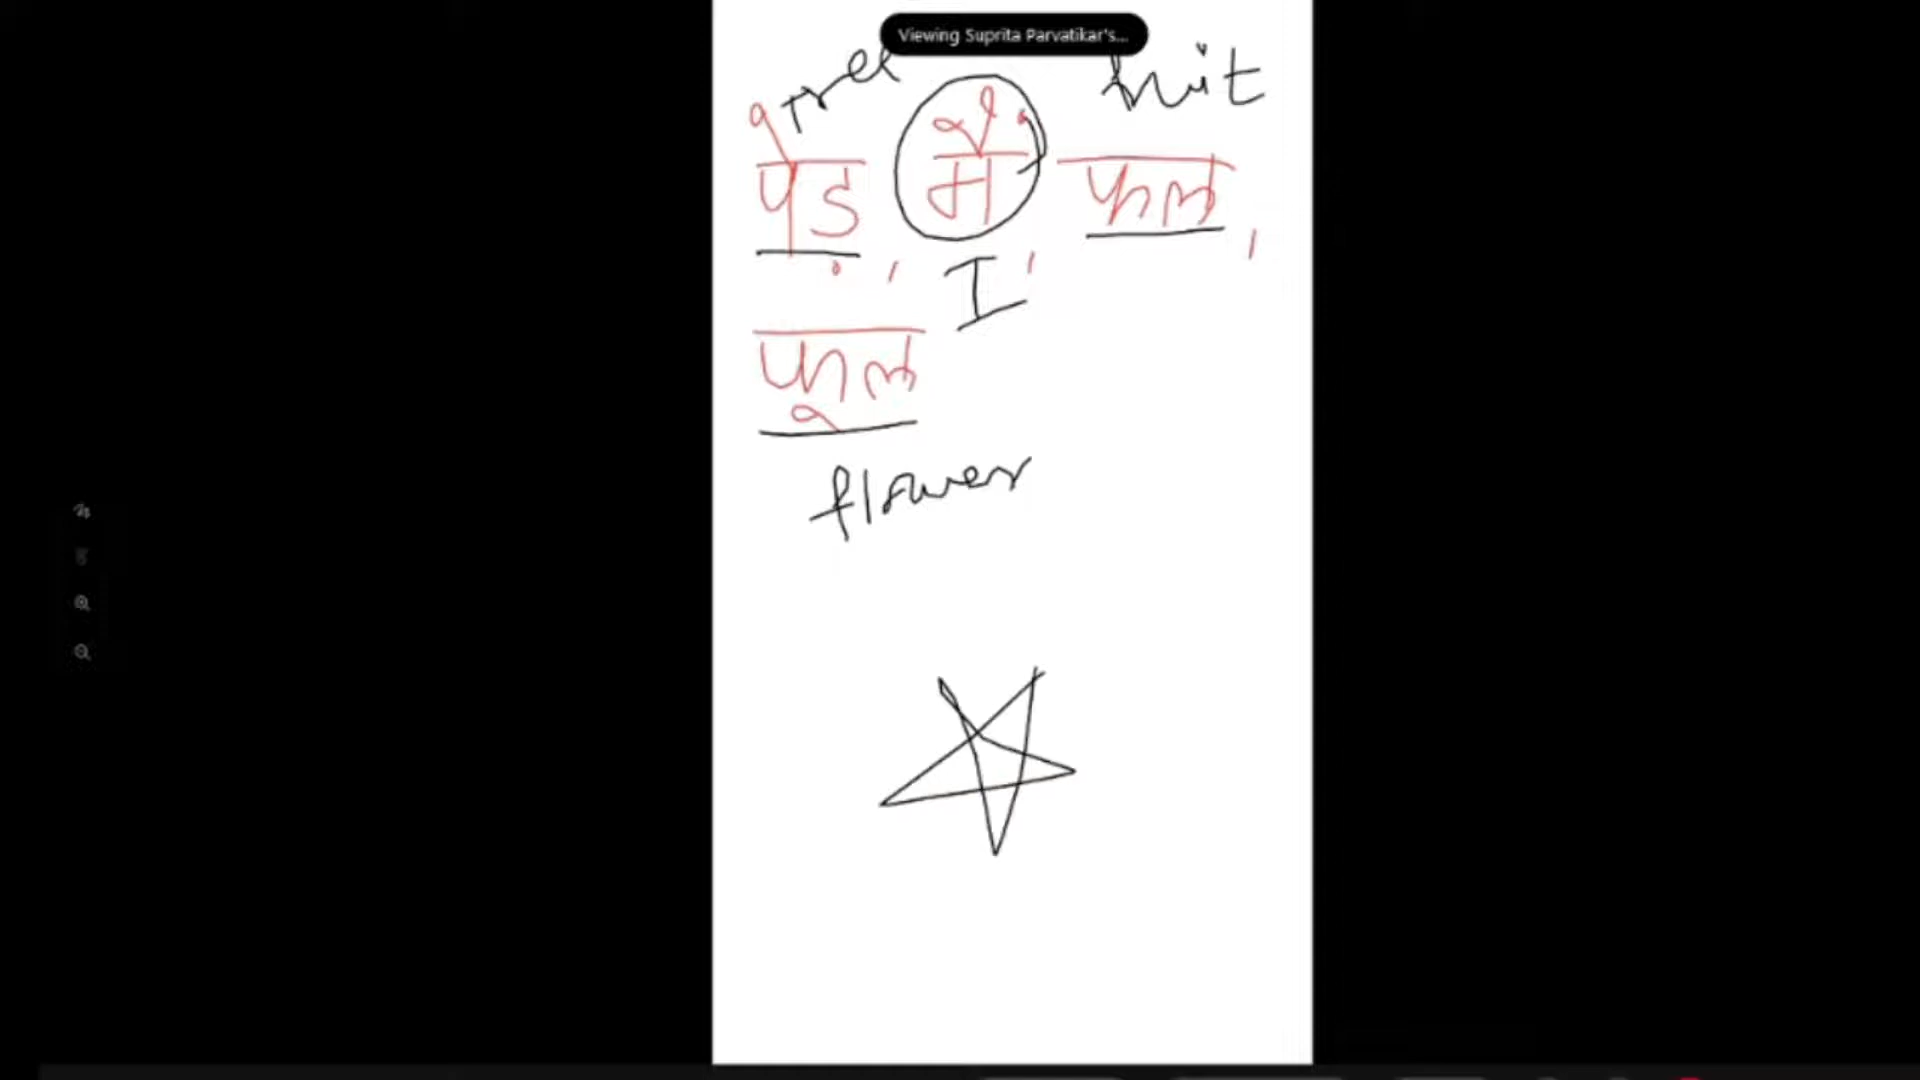 Viewing Suprita Parvatikar's...
Tree fruit
पेड़, मैं, फल,
I
फूल
flower